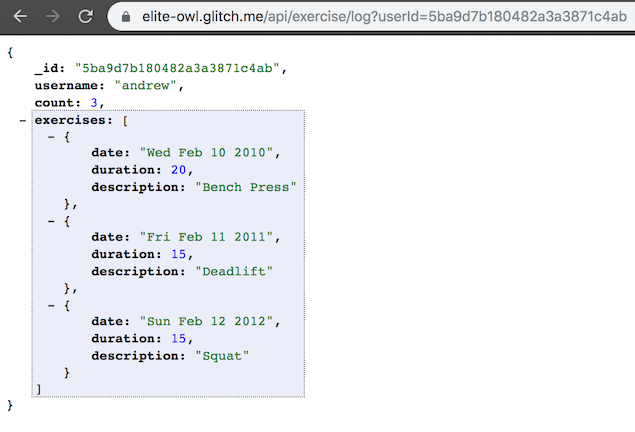 elite-owl.glitch.me/api/exercise/log?userId=5ba9d7b180482a3a3871c4ab
{
_id: "5ba9d7b180482a3a3871c4ab",
username: "andrew",
count: 3,
- exercises: [
- {
date: "Wed Feb 10 2010",
duration: 20,
description: "Bench Press"
},
- {
date: "Fri Feb 11 2011",
duration: 15,
description: "Deadlift"
},
- {
date: "Sun Feb 12 2012",
duration: 15,
description: "Squat"
}
]
}